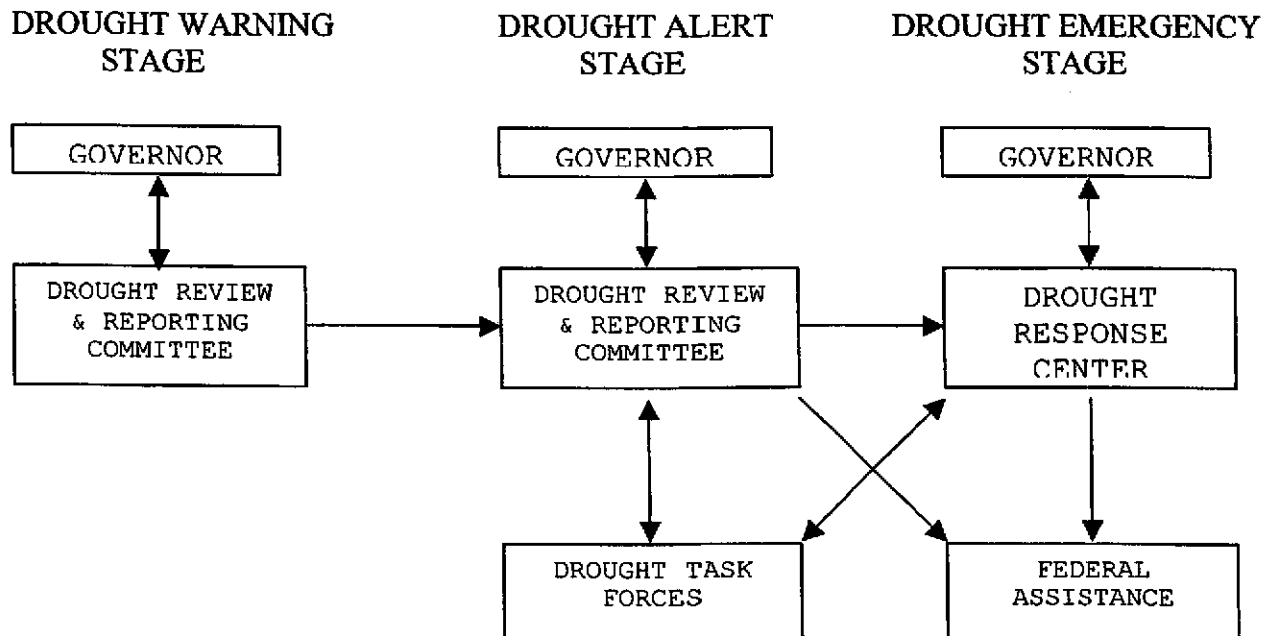 DROUGHT WARNING
STAGE
DROUGHT ALERT
STAGE
DROUGHT EMERGENCY
STAGE
GOVERNOR
GOVERNOR
GOVERNOR
DROUGHT REVIEW
& REPORTING
COMMITTEE
DROUGHT REVIEW
& REPORTING
COMMITTEE
DROUGHT
RESPONSE
CENTER
DROUGHT TASK
FORCES
FEDERAL
ASSISTANCE